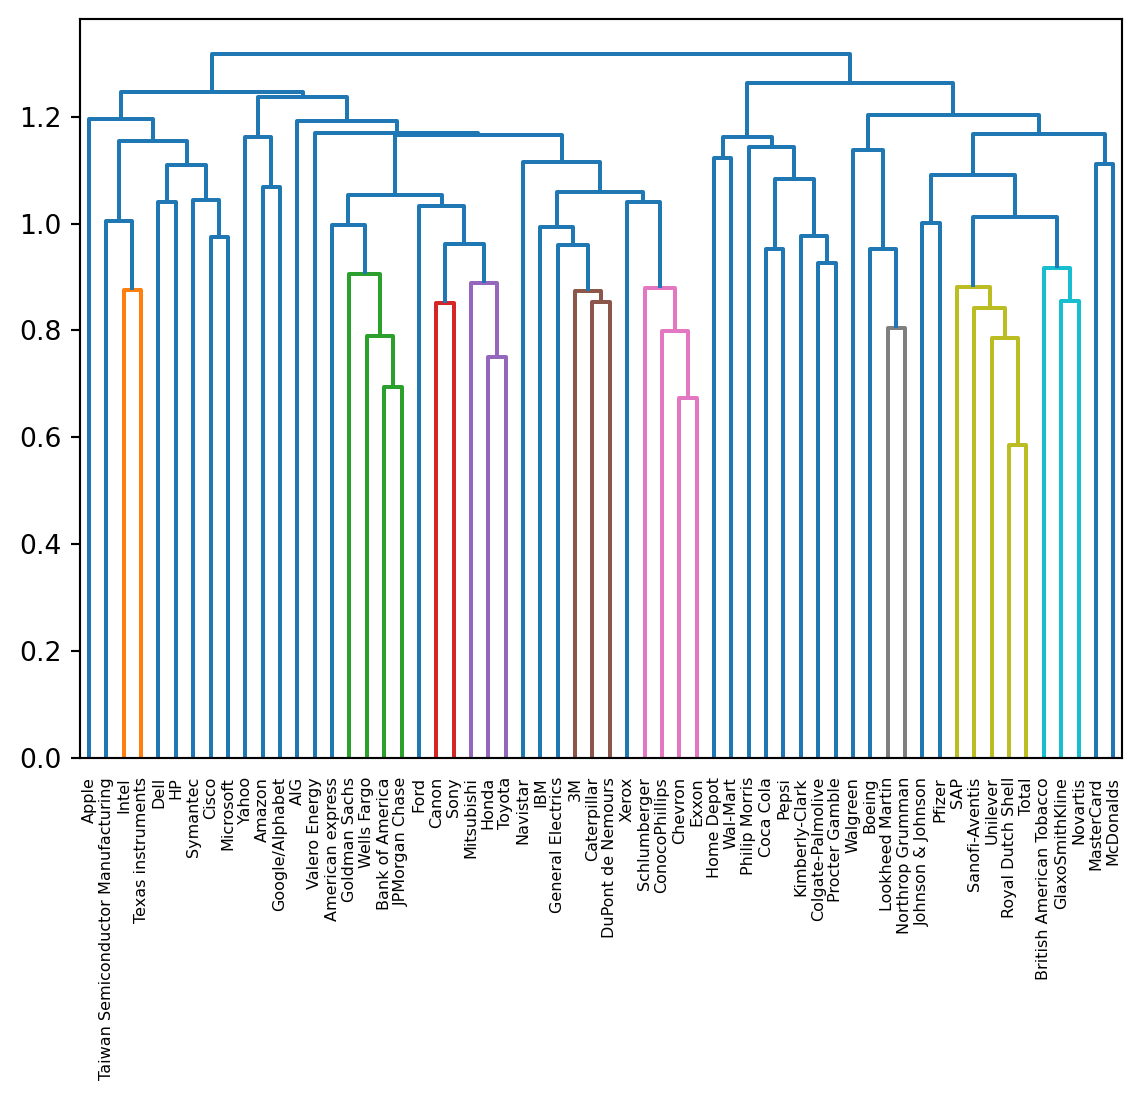 1.2
1.0
0.8
0.6
0.4
0.2
0.0
Apple
Taiwan Semiconductor Manufacturing
Intel
Texas instruments
Dell
HP
Symantec
Cisco
Microsoft
Yahoo
Amazon
Google/Alphabet
AIG
Valero Energy
American express
Goldman Sachs
Wells Fargo
Bank of America
JPMorgan Chase
Ford
Canon
Sony
Mitsubishi
Honda
Toyota
Navistar
IBM
General Electrics
3M
Caterpillar
DuPont de Nemours
Xerox
Schlumberger
ConocoPhillips
Chevron
Exxon
Home Depot
Wal-Mart
Philip Morris
Coca Cola
Pepsi
Kimberly-Clark
Colgate-Palmolive
Procter Gamble
Walgreen
Boeing
Lookheed Martin
Northrop Grumman
Johnson & Johnson
Pfizer
SAP
Sanofi-Aventis
Unilever
Royal Dutch Shell
Total
British American Tobacco
GlaxoSmithKline
Novartis
MasterCard
McDonalds